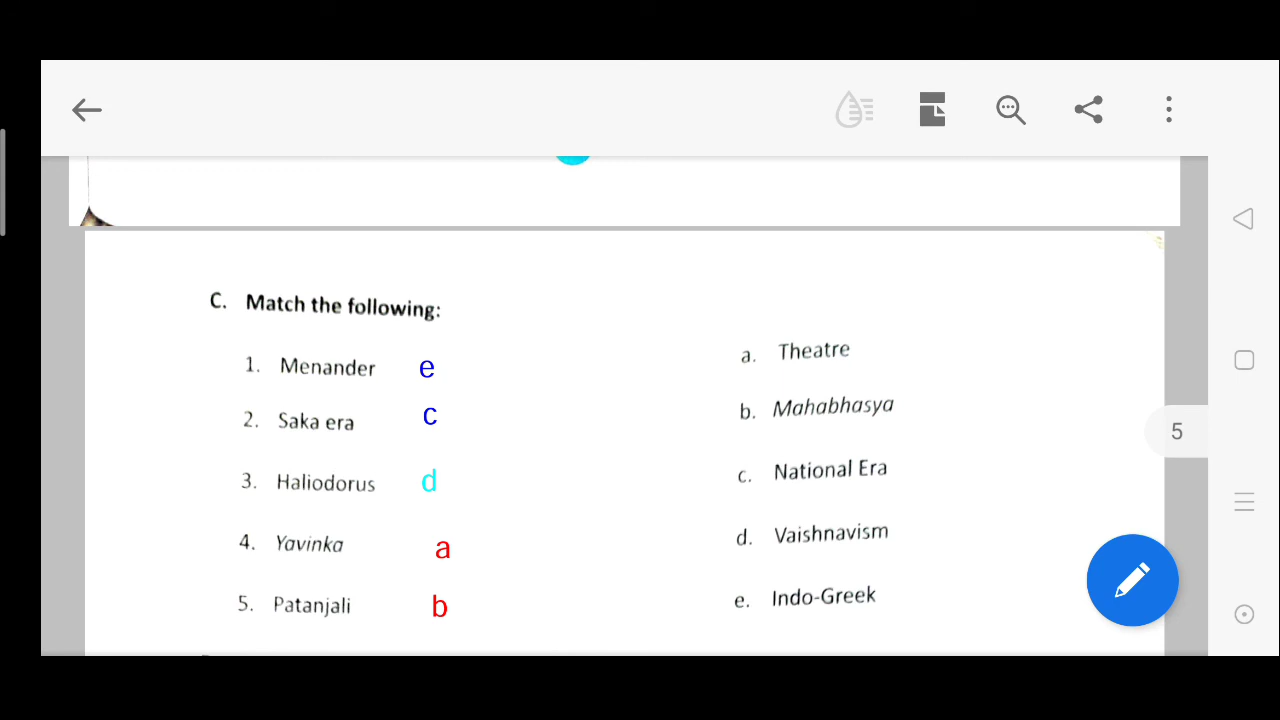 C. Match the following:
1. Menander e
a. Theatre
2. Saka era c
b. Mahabhasya
3. Haliodorus d
c. National Era
4. Yavinka a
d. Vaishnavism
5. Patanjali b
e. Indo-Greek
5